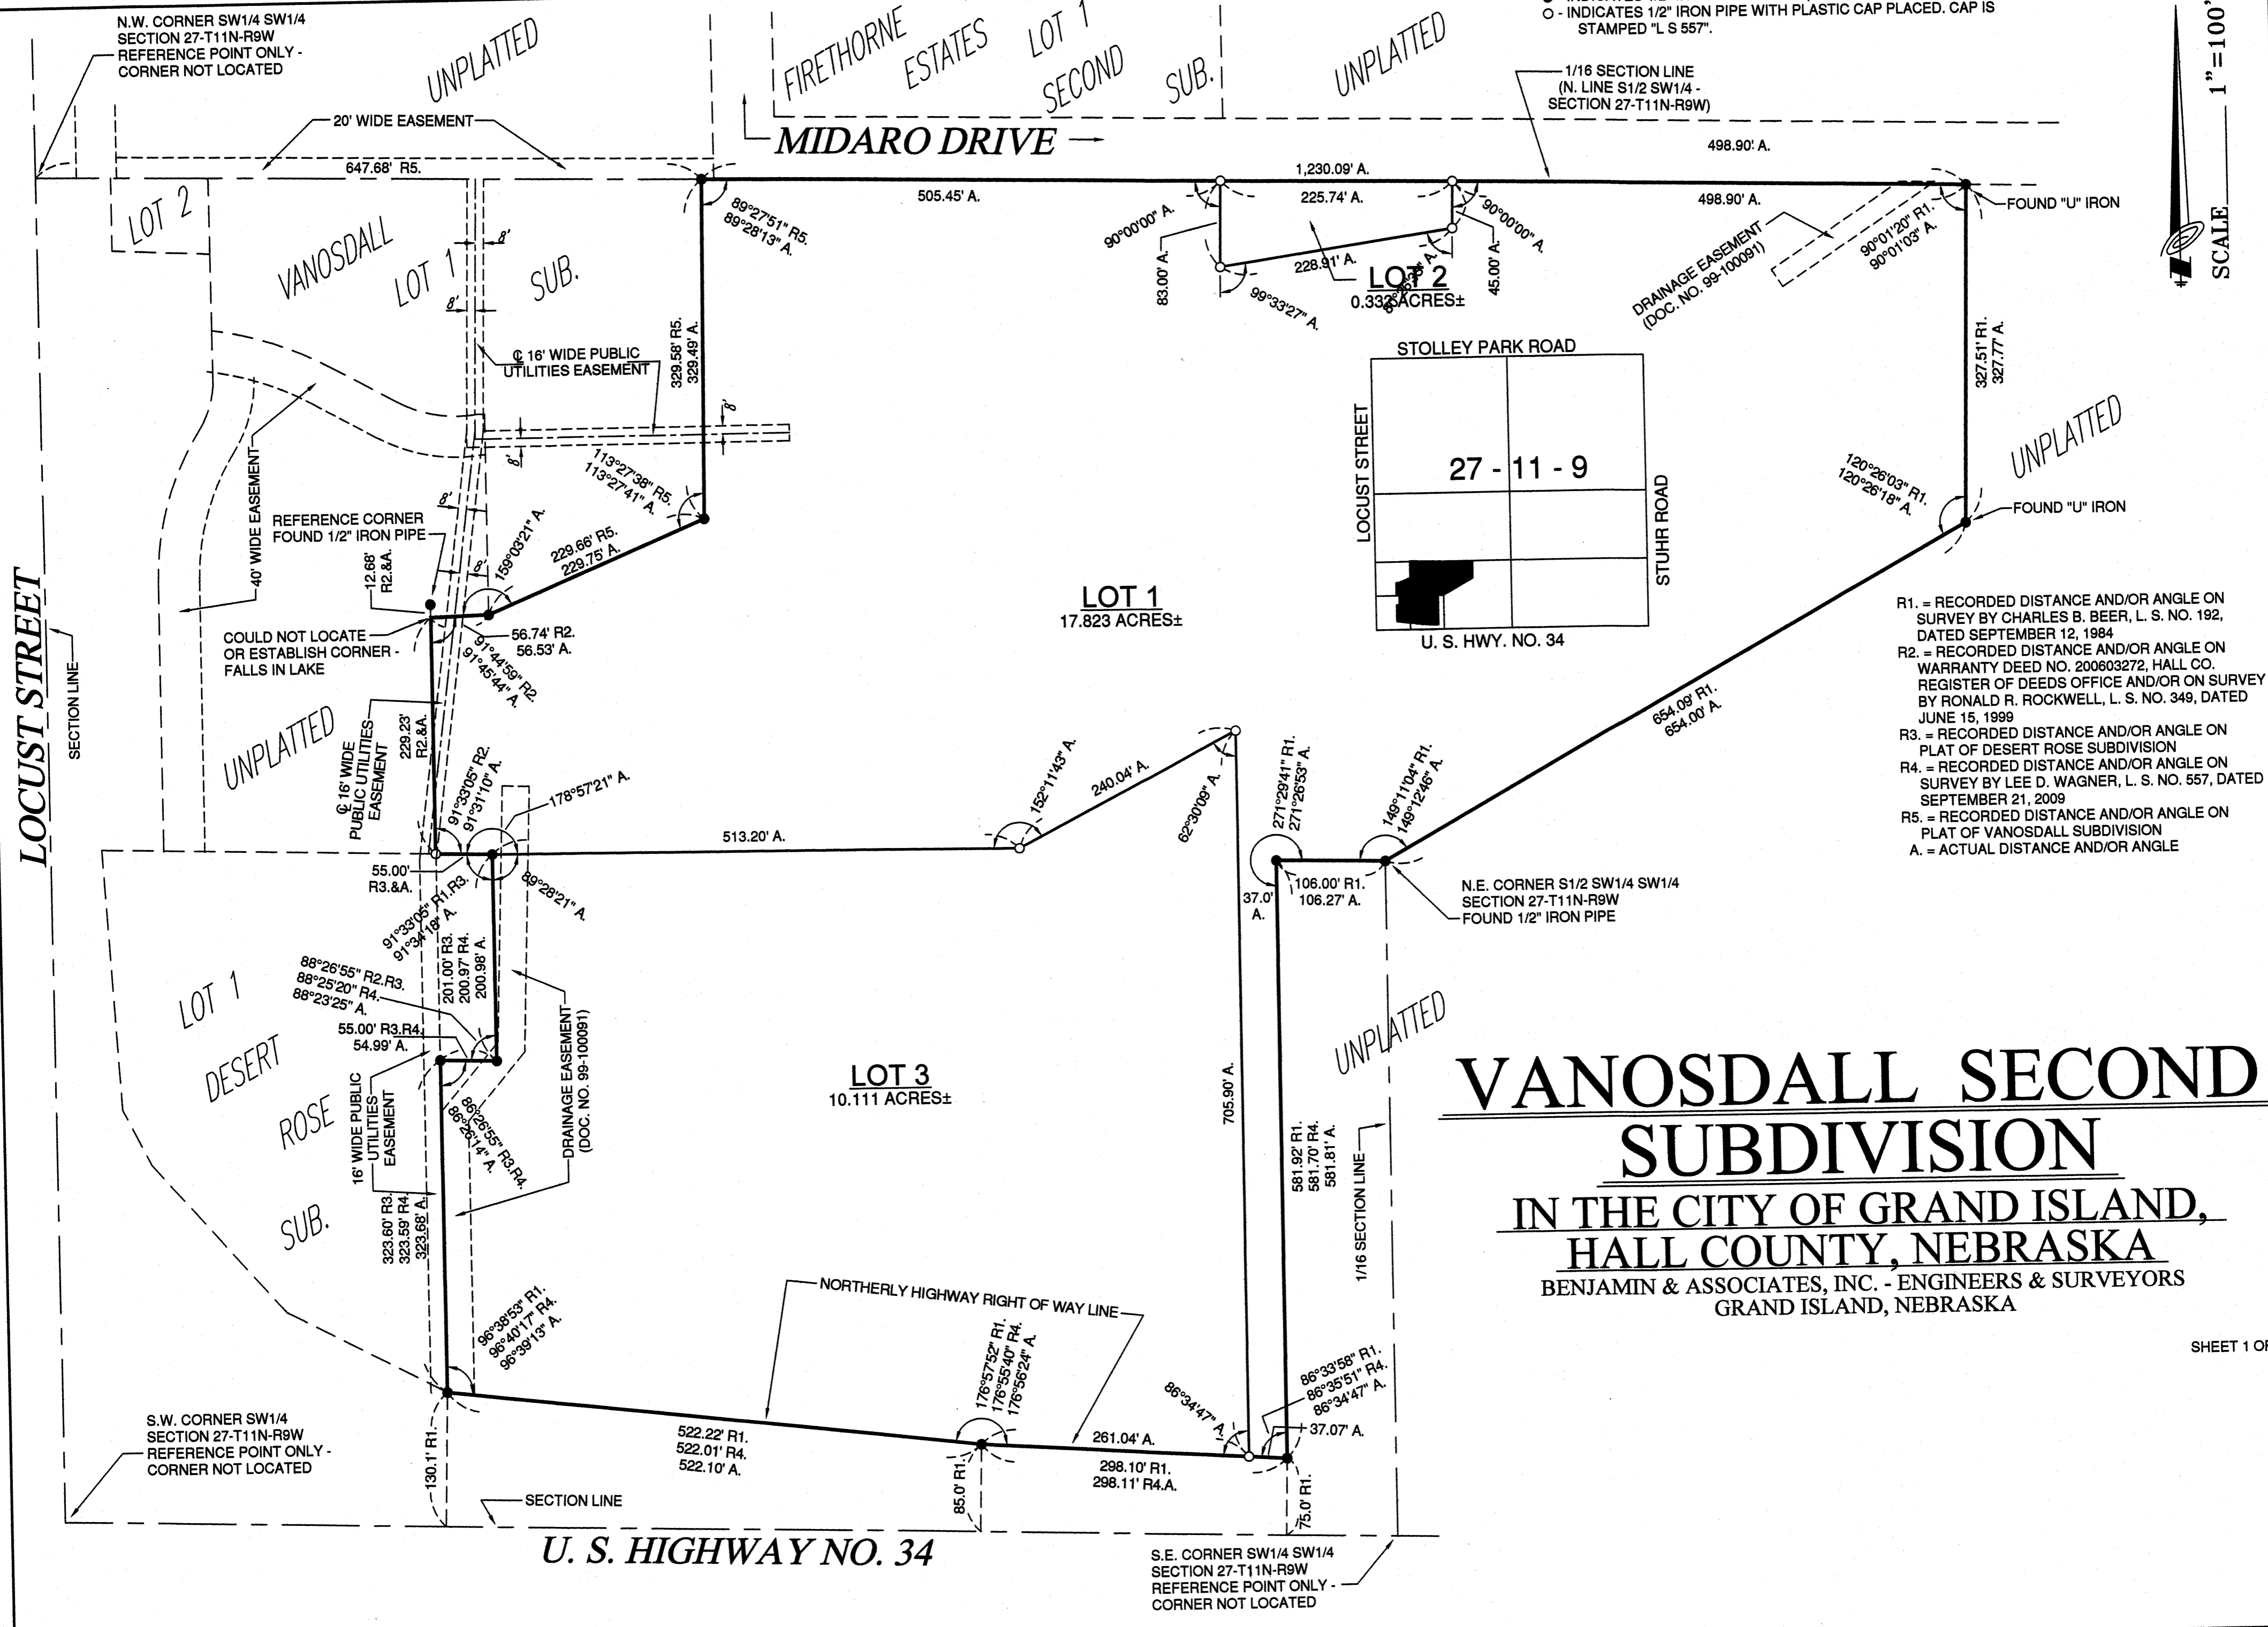 N.W. CORNER SW1/4 SW1/4
SECTION 27-T11N-R9W
REFERENCE POINT ONLY -
CORNER NOT LOCATED
UNPLATTED
FIRETHORNE
ESTATES
LOT 1
SECOND
SUB.
UNPLATTED
O - INDICATES 1/2" IRON PIPE WITH PLASTIC CAP PLACED. CAP IS
STAMPED "L S 557".
1/16 SECTION LINE
(N. LINE S1/2 SW1/4 -
SECTION 27-T11N-R9W)
SCALE 1"=100'
20' WIDE EASEMENT
MIDARO DRIVE
647.68' R5.
1,230.09' A.
498.90' A.
505.45' A.
225.74' A.
498.90' A.
FOUND "U" IRON
LOT 2
VANOSDALL
LOT 1
SUB.
8'
8'
89°27'51" R5.
89°28'13" A.
90°00'00" A.
83.00' A.
228.91' A.
99°33'27" A.
90°00'00" A.
45.00' A.
LOT 2
0.333 ACRES±
DRAINAGE EASEMENT
(DOC. NO. 99-100091)
90°01'20" R1.
90°01'03" A.
327.51' R1.
327.77' A.
329.58' R5.
329.49' A.
℄ 16' WIDE PUBLIC
UTILITIES EASEMENT
8'
8'
STOLLEY PARK ROAD
LOCUST STREET
27 - 11 - 9
STUHR ROAD
U. S. HWY. NO. 34
UNPLATTED
120°26'03" R1.
120°26'18" A.
FOUND "U" IRON
40' WIDE EASEMENT
113°27'38" R5.
113°27'41" A.
8'
8'
REFERENCE CORNER
FOUND 1/2" IRON PIPE
12.68'
R2.&A.
159°03'21" A.
229.66' R5.
229.75' A.
COULD NOT LOCATE
OR ESTABLISH CORNER -
FALLS IN LAKE
56.74' R2.
56.53' A.
91°44'59" R2.
91°45'44" A.
LOT 1
17.823 ACRES±
R1. = RECORDED DISTANCE AND/OR ANGLE ON
SURVEY BY CHARLES B. BEER, L. S. NO. 192,
DATED SEPTEMBER 12, 1984
R2. = RECORDED DISTANCE AND/OR ANGLE ON
WARRANTY DEED NO. 200603272, HALL CO.
REGISTER OF DEEDS OFFICE AND/OR ON SURVEY
BY RONALD R. ROCKWELL, L. S. NO. 349, DATED
JUNE 15, 1999
R3. = RECORDED DISTANCE AND/OR ANGLE ON
PLAT OF DESERT ROSE SUBDIVISION
R4. = RECORDED DISTANCE AND/OR ANGLE ON
SURVEY BY LEE D. WAGNER, L. S. NO. 557, DATED
SEPTEMBER 21, 2009
R5. = RECORDED DISTANCE AND/OR ANGLE ON
PLAT OF VANOSDALL SUBDIVISION
A. = ACTUAL DISTANCE AND/OR ANGLE
LOCUST STREET
SECTION LINE
UNPLATTED
℄ 16' WIDE
PUBLIC UTILITIES
EASEMENT
229.23'
R2.&A.
91°33'05" R2.
91°31'10" A.
178°57'21" A.
513.20' A.
152°11'43" A.
240.04' A.
62°30'09" A.
271°29'41" R1.
271°26'53" A.
149°11'04" R1.
149°12'46" A.
654.09' R1.
654.00' A.
55.00'
R3.&A.
89°28'21" A.
37.0'
A.
106.00' R1.
106.27' A.
N.E. CORNER S1/2 SW1/4 SW1/4
SECTION 27-T11N-R9W
FOUND 1/2" IRON PIPE
91°33'05" R1.R3.
91°34'18" A.
201.00' R3.
200.97' R4.
200.98' A.
88°26'55" R2.R3.
88°25'20" R4.
88°23'25" A.
55.00' R3.R4.
54.99' A.
LOT 1
DESERT
ROSE
SUB.
16' WIDE PUBLIC
UTILITIES
EASEMENT
86°26'55" R3.R4.
86°26'14" A.
DRAINAGE EASEMENT
(DOC. NO. 99-100091)
LOT 3
10.111 ACRES±
705.90' A.
581.92' R1.
581.70' R4.
581.81' A.
UNPLATTED
1/16 SECTION LINE
VANOSDALL SECOND
SUBDIVISION
IN THE CITY OF GRAND ISLAND,
HALL COUNTY, NEBRASKA
BENJAMIN & ASSOCIATES, INC. - ENGINEERS & SURVEYORS
GRAND ISLAND, NEBRASKA
SHEET 1 OF
323.60' R3.
323.59' R4.
323.68' A.
96°38'53" R1.
96°40'17" R4.
96°39'13" A.
NORTHERLY HIGHWAY RIGHT OF WAY LINE
176°57'52" R1.
176°55'40" R4.
176°56'24" A.
86°34'47" A.
86°33'58" R1.
86°35'51" R4.
86°34'47" A.
37.07' A.
S.W. CORNER SW1/4
SECTION 27-T11N-R9W
REFERENCE POINT ONLY -
CORNER NOT LOCATED
130.1' R1.
522.22' R1.
522.01' R4.
522.10' A.
85.0' R1.
261.04' A.
298.10' R1.
298.11' R4.A.
75.0' R1.
SECTION LINE
U. S. HIGHWAY NO. 34
S.E. CORNER SW1/4 SW1/4
SECTION 27-T11N-R9W
REFERENCE POINT ONLY -
CORNER NOT LOCATED